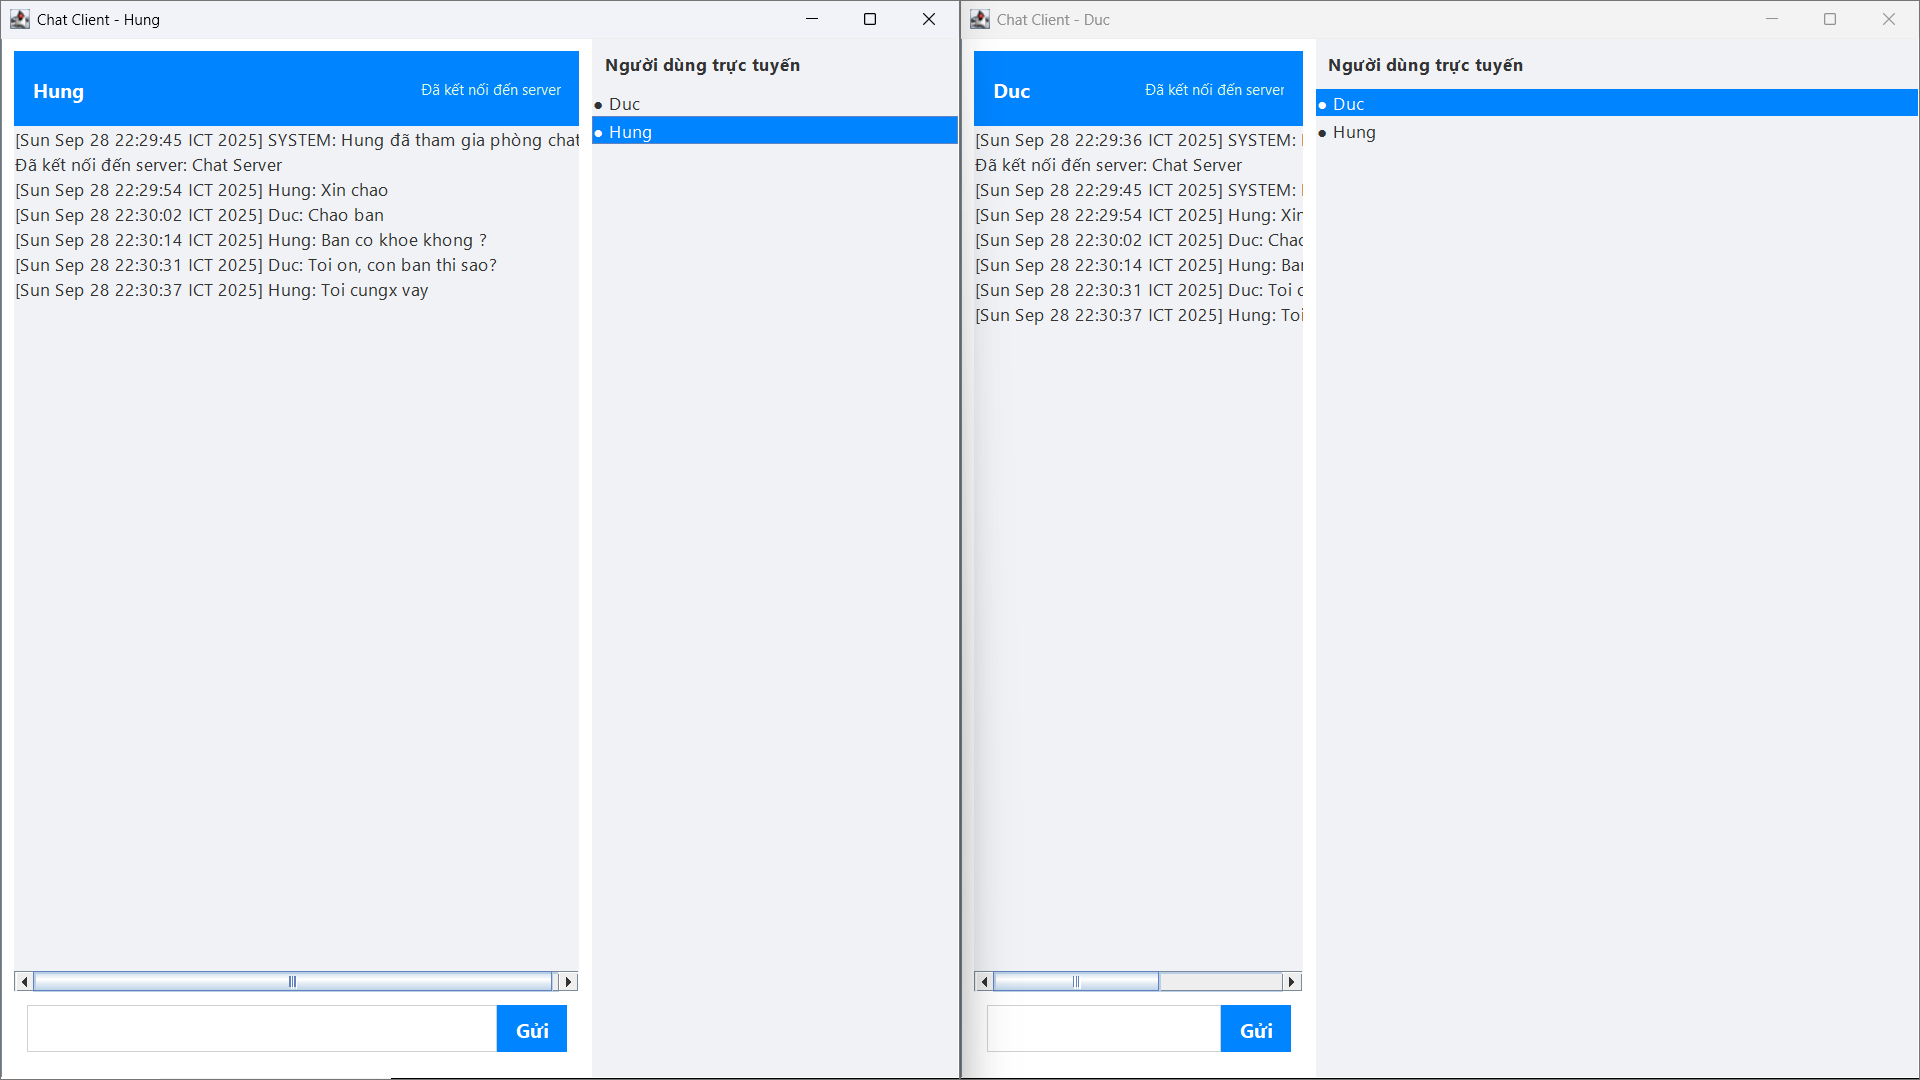 Chat Client - Hung
Hung
Đã kết nối đến server
[Sun Sep 28 22:29:45 ICT 2025] SYSTEM: Hung đã tham gia phòng chat
Đã kết nối đến server: Chat Server
[Sun Sep 28 22:29:54 ICT 2025] Hung: Xin chao
[Sun Sep 28 22:30:02 ICT 2025] Duc: Chao ban
[Sun Sep 28 22:30:14 ICT 2025] Hung: Ban co khoe khong ?
[Sun Sep 28 22:30:31 ICT 2025] Duc: Toi on, con ban thi sao?
[Sun Sep 28 22:30:37 ICT 2025] Hung: Toi cungx vay
Gửi
Người dùng trực tuyến
● Duc
● Hung
Chat Client - Duc
Duc
Đã kết nối đến server
[Sun Sep 28 22:29:36 ICT 2025] SYSTEM:
Đã kết nối đến server: Chat Server
[Sun Sep 28 22:29:45 ICT 2025] SYSTEM:
[Sun Sep 28 22:29:54 ICT 2025] Hung: Xin
[Sun Sep 28 22:30:02 ICT 2025] Duc: Chao
[Sun Sep 28 22:30:14 ICT 2025] Hung: Ban
[Sun Sep 28 22:30:31 ICT 2025] Duc: Toi
[Sun Sep 28 22:30:37 ICT 2025] Hung: Toi
Gửi
Người dùng trực tuyến
● Duc
● Hung